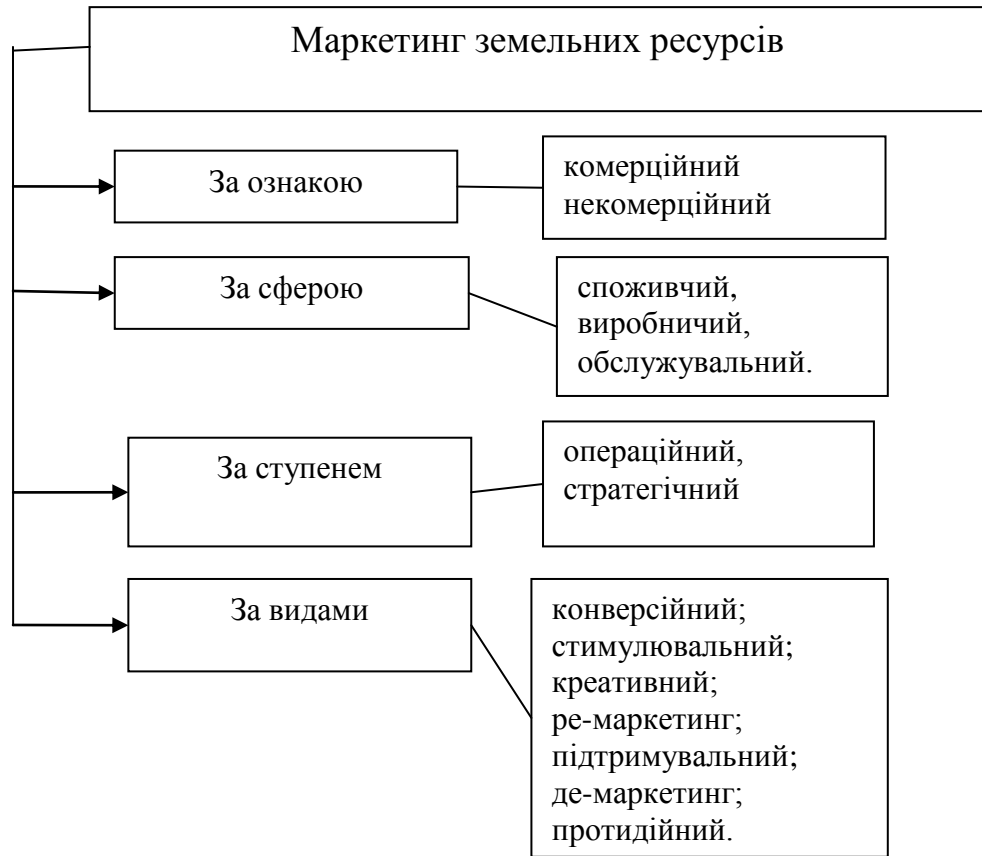 Маркетинг земельних ресурсів
За ознакою
комерційний
некомерційний
За сферою
споживчий,
виробничий,
обслужувальний.
За ступенем
операційний,
стратегічний
За видами
конверсійний;
стимулювальний;
креативний;
ре-маркетинг;
підтримувальний;
де-маркетинг;
протидійний.